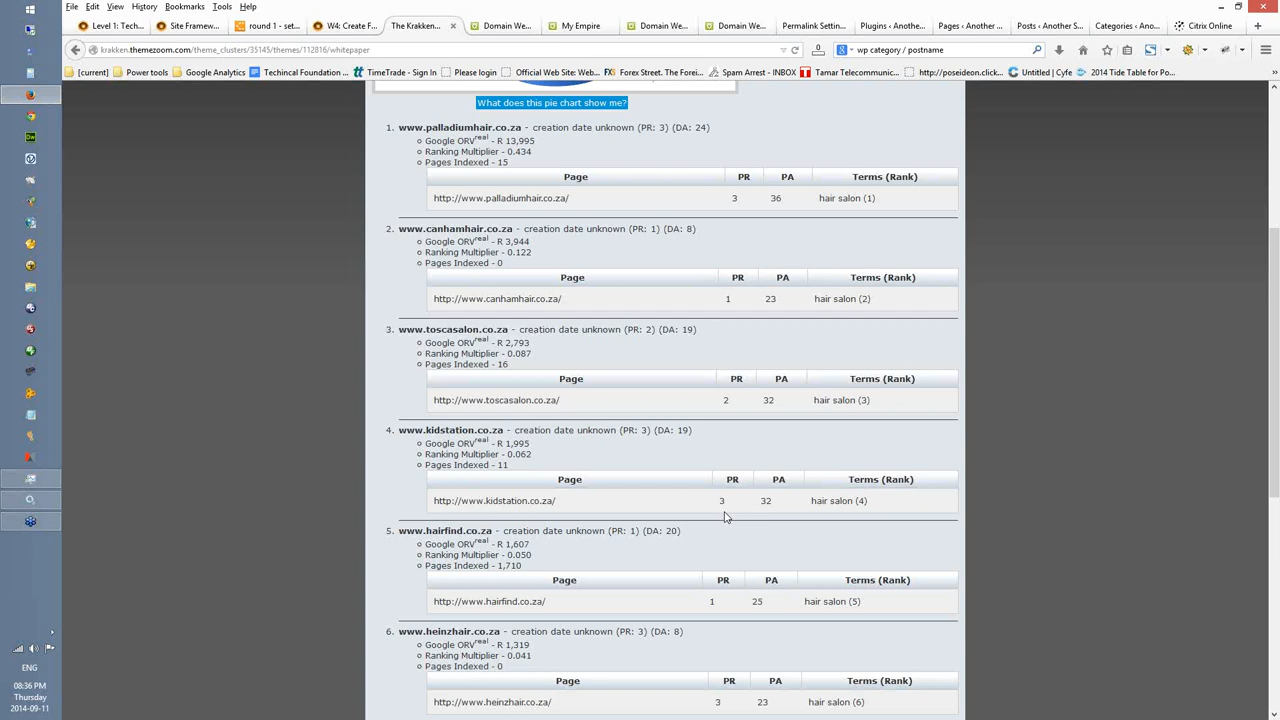 File Edit View History Bookmarks Tools Help
Level 1: Tech... Site Framew... round 1 - set... W4: Create F... The Krakken... Domain We... My Empire Domain We... Domain We... Permalink Setti... Plugins ‹ Anothe... Pages ‹ Another ... Posts ‹ Another S... Categories ‹ Ano... Citrix Online
krakken.themezoom.com/theme_clusters/35145/themes/112816/whitepaper wp category / postname
[current] Power tools Google Analytics Techincal Foundation ... TimeTrade - Sign In Please login Official Web Site: Web... Forex Street. The Forei... Spam Arrest - INBOX Tamar Telecommunic... http://poseidon.click... Untitled | Cyfe 2014 Tide Table for Po...
What does this pie chart show me?
1. www.palladiumhair.co.za - creation date unknown (PR: 3) (DA: 24)
Google ORVreal - R 13,995
Ranking Multiplier - 0.434
Pages Indexed - 15
Page PR PA Terms (Rank)
http://www.palladiumhair.co.za/ 3 36 hair salon (1)
2. www.canhamhair.co.za - creation date unknown (PR: 1) (DA: 8)
Google ORVreal - R 3,944
Ranking Multiplier - 0.122
Pages Indexed - 0
Page PR PA Terms (Rank)
http://www.canhamhair.co.za/ 1 23 hair salon (2)
3. www.toscasalon.co.za - creation date unknown (PR: 2) (DA: 19)
Google ORVreal - R 2,793
Ranking Multiplier - 0.087
Pages Indexed - 16
Page PR PA Terms (Rank)
http://www.toscasalon.co.za/ 2 32 hair salon (3)
4. www.kidstation.co.za - creation date unknown (PR: 3) (DA: 19)
Google ORVreal - R 1,995
Ranking Multiplier - 0.062
Pages Indexed - 11
Page PR PA Terms (Rank)
http://www.kidstation.co.za/ 3 32 hair salon (4)
5. www.hairfind.co.za - creation date unknown (PR: 1) (DA: 20)
Google ORVreal - R 1,607
Ranking Multiplier - 0.050
Pages Indexed - 1,710
Page PR PA Terms (Rank)
http://www.hairfind.co.za/ 1 25 hair salon (5)
6. www.heinzhair.co.za - creation date unknown (PR: 3) (DA: 8)
Google ORVreal - R 1,319
Ranking Multiplier - 0.041
Pages Indexed - 0
Page PR PA Terms (Rank)
http://www.heinzhair.co.za/ 3 23 hair salon (6)
ENG
08:36 PM
Thursday
2014-09-11